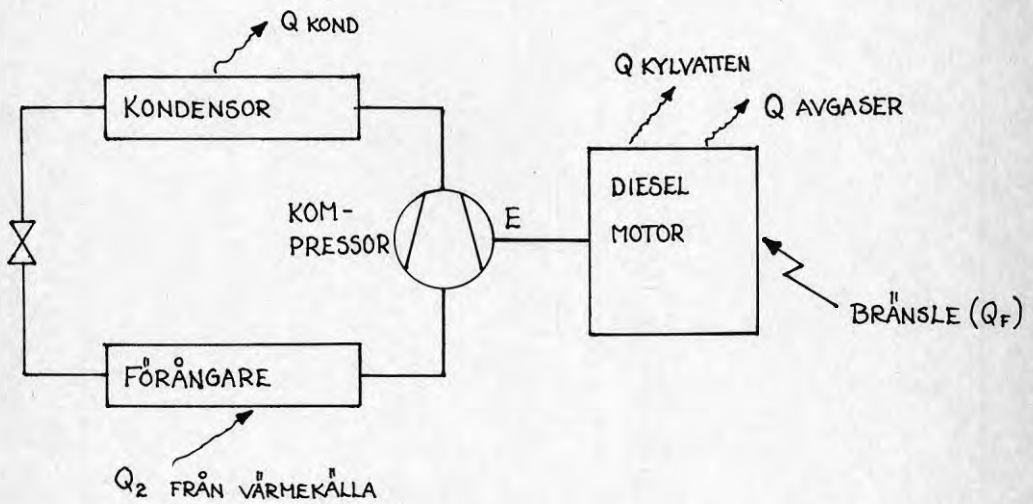 Q KOND
KONDENSOR
Q KYLVATTEN
Q AVGASER
DIESEL
MOTOR
KOM-
PRESSOR
E
BRÄNSLE (QF)
FÖRÅNGARE
Q2 FRÅN VÄRMEKÄLLA